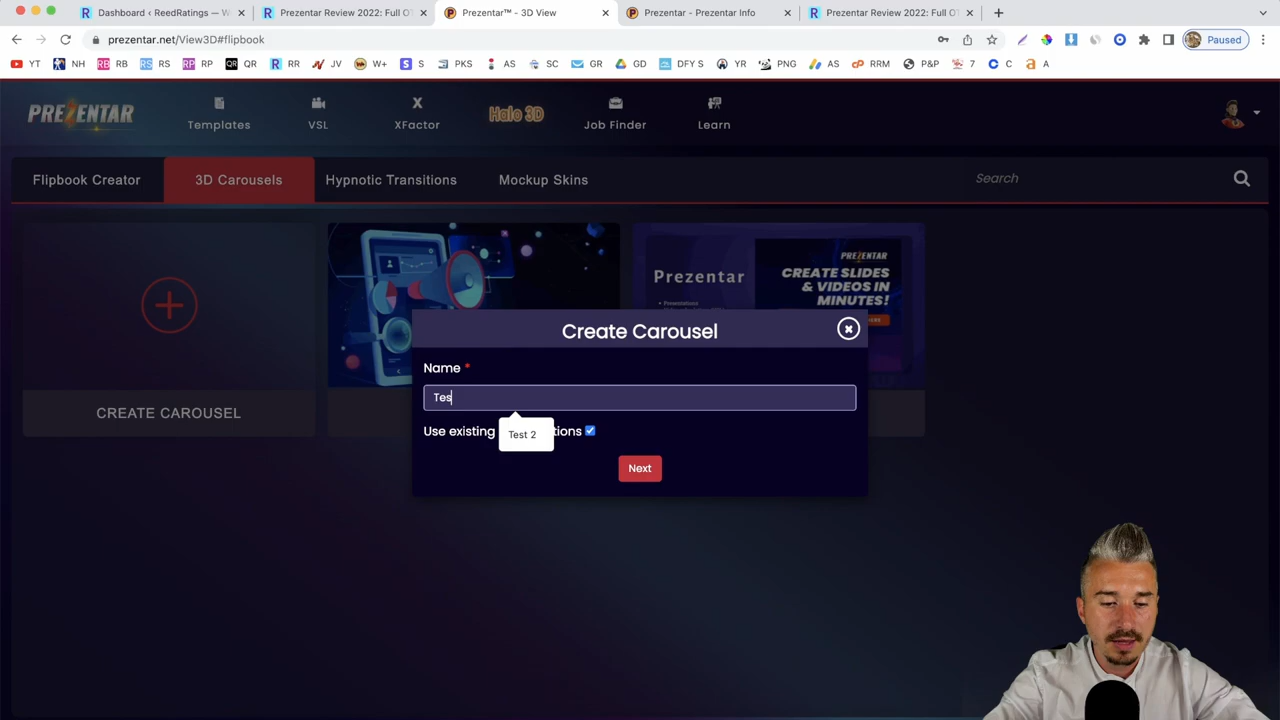 Dashboard ‹ ReedRatings — W
Prezentar Review 2022: Full OT
Prezentar™ - 3D View
Prezentar - Prezentar Info
Prezentar Review 2022: Full OT
prezentar.net/View3D#flipbook
Paused
YT
NH
RB
RS
RP
QR
RR
JV
W+
S
PKS
AS
SC
GR
GD
DFY S
YR
PNG
AS
RRM
P&P
7
C
A
PREZENTAR
Templates
VSL
XFactor
Halo 3D
Job Finder
Learn
Flipbook Creator
3D Carousels
Hypnotic Transitions
Mockup Skins
Search
CREATE CAROUSEL
Prezentar
Presentations
PREZENTAR
CREATE SLIDES
& VIDEOS IN
MINUTES!
Create Carousel
Name *
Tes
Test 2
Use existing
tions
Next